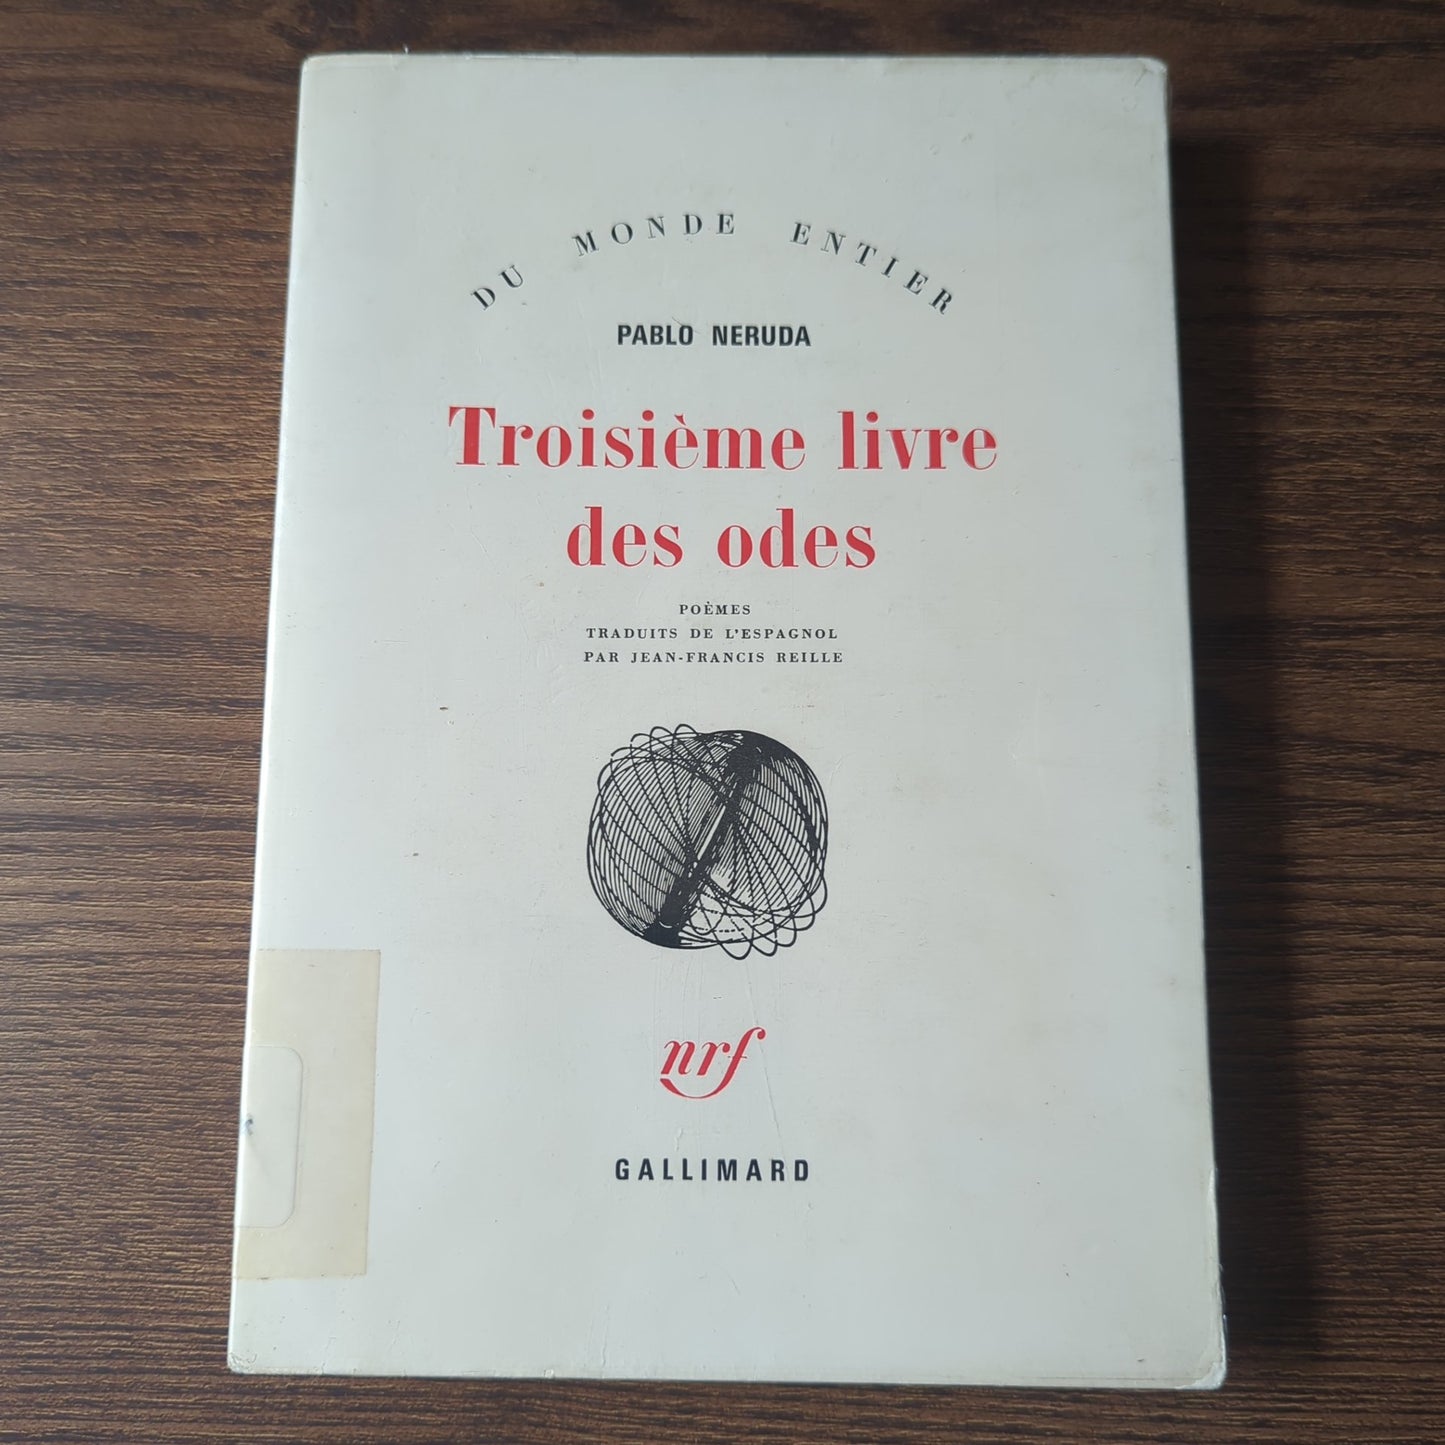 DU MONDE ENTIER
PABLO NERUDA
Troisième livre
des odes
POÈMES
TRADUITS DE L'ESPAGNOL
PAR JEAN-FRANCIS REILLE
nrf
GALLIMARD